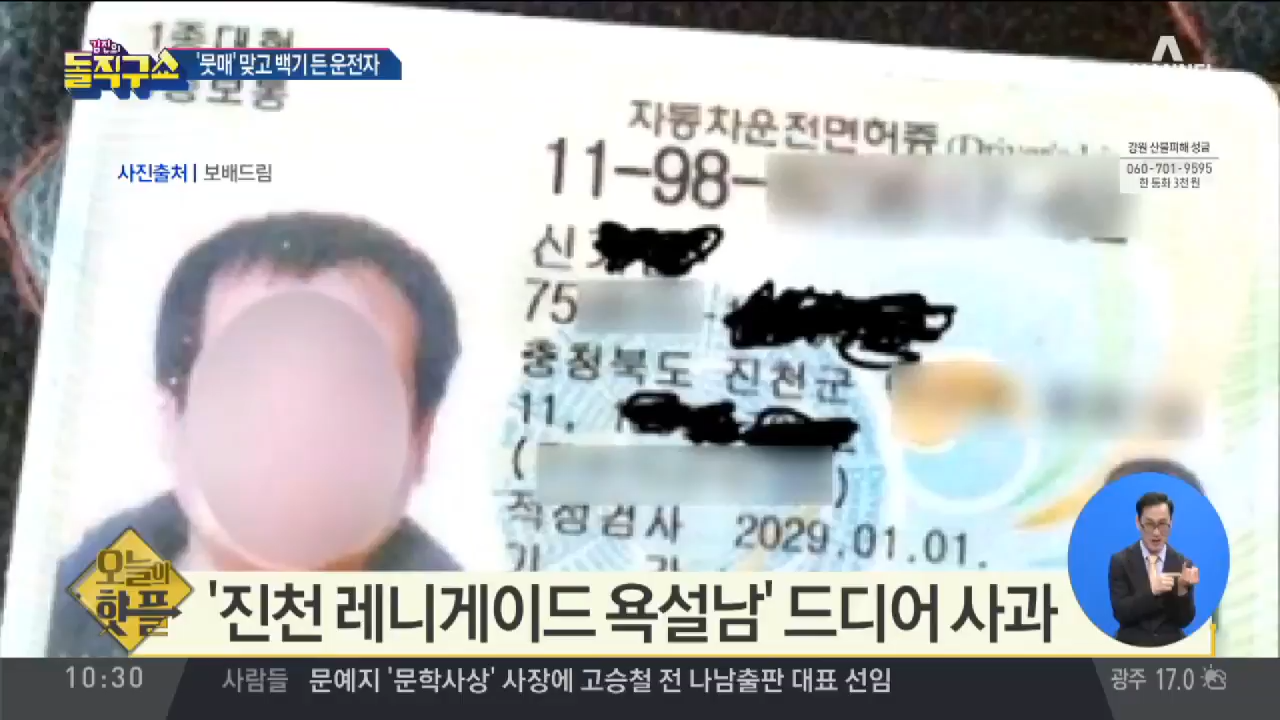 1종대형
김진의
돌직구쇼
'뭇매' 맞고 백기 든 운전자
사진출처 | 보배드림
자동차운전면허증
11-98-
강원 산불피해 성금
060-701-9595
한 통화 3천 원
신
75
충청북도 진천군
11.
(
)
적성검사 2029.01.01.
기 간
오늘의
핫플
'진천 레니게이드 욕설남' 드디어 사과
10:30 사람들 문예지 '문학사상' 사장에 고승철 전 나남출판 대표 선임 광주 17.0